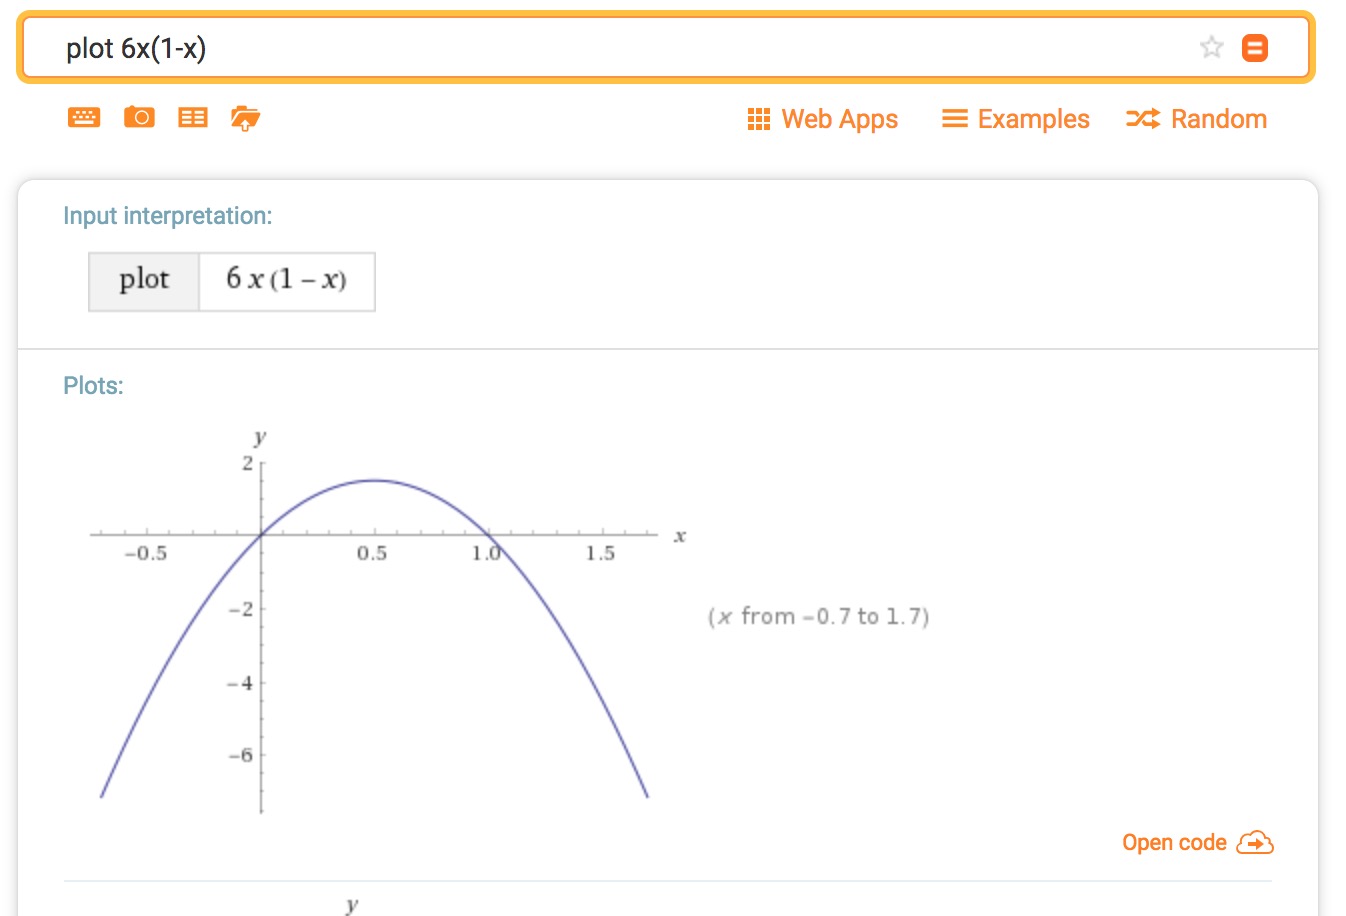 plot 6x(1-x)
Web Apps Examples Random
Input interpretation:
plot 6 x (1 – x)
Plots:
y
2
−0.5 0.5 1.0 1.5 x
−2
(x from −0.7 to 1.7)
−4
−6
Open code
y